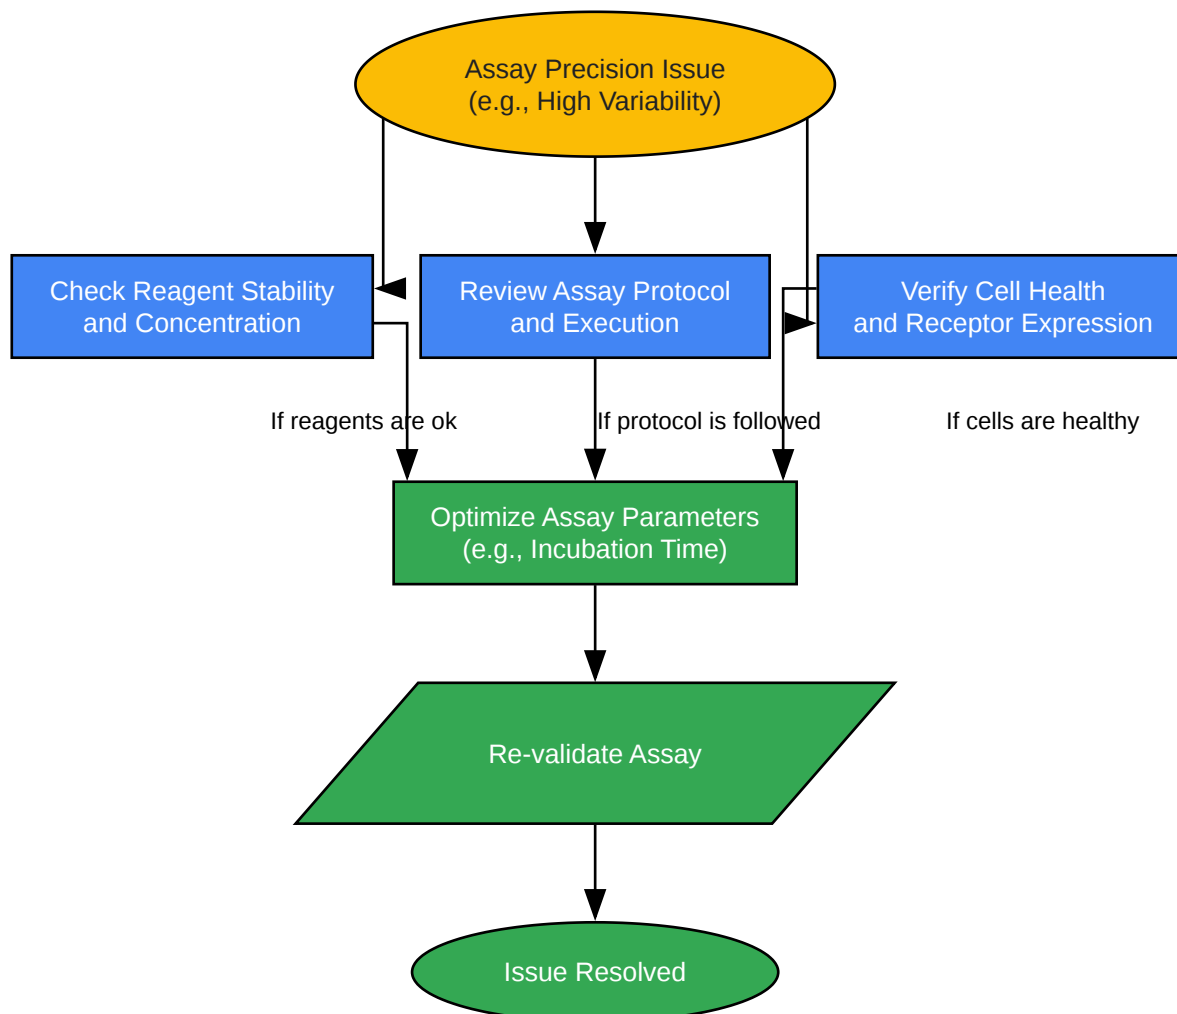 Assay Precision Issue
(e.g., High Variability)
Check Reagent Stability
and Concentration
Review Assay Protocol
and Execution
Verify Cell Health
and Receptor Expression
If reagents are ok
If protocol is followed
If cells are healthy
Optimize Assay Parameters
(e.g., Incubation Time)
Re-validate Assay
Issue Resolved